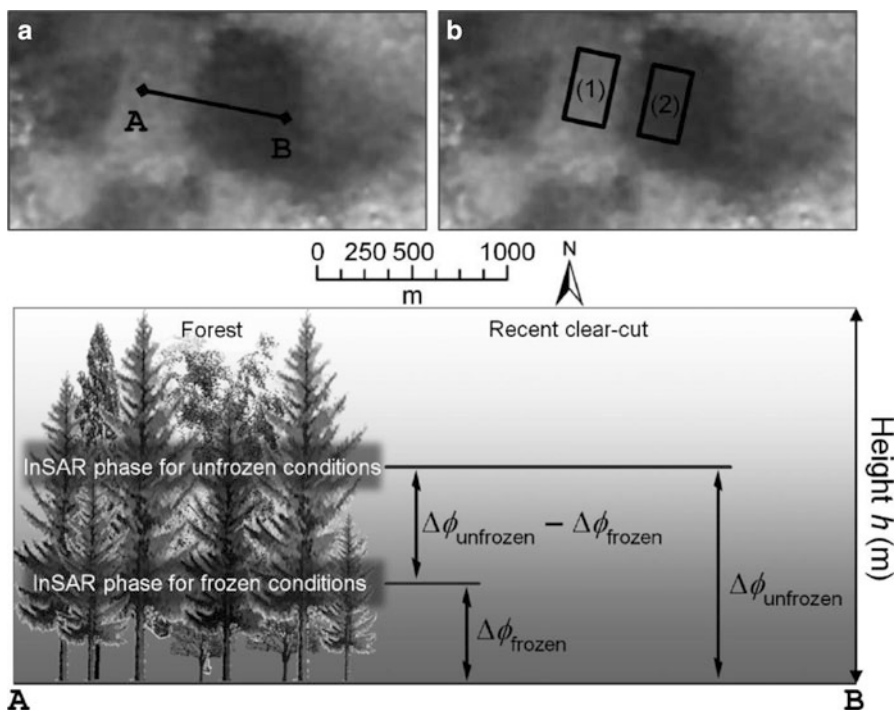 a
A
B
b
(1)
(2)
0 250 500 1000
m
N
Forest
Recent clear-cut
InSAR phase for unfrozen conditions
Δϕunfrozen − Δϕfrozen
InSAR phase for frozen conditions
Δϕfrozen
Δϕunfrozen
Height h (m)
A
B